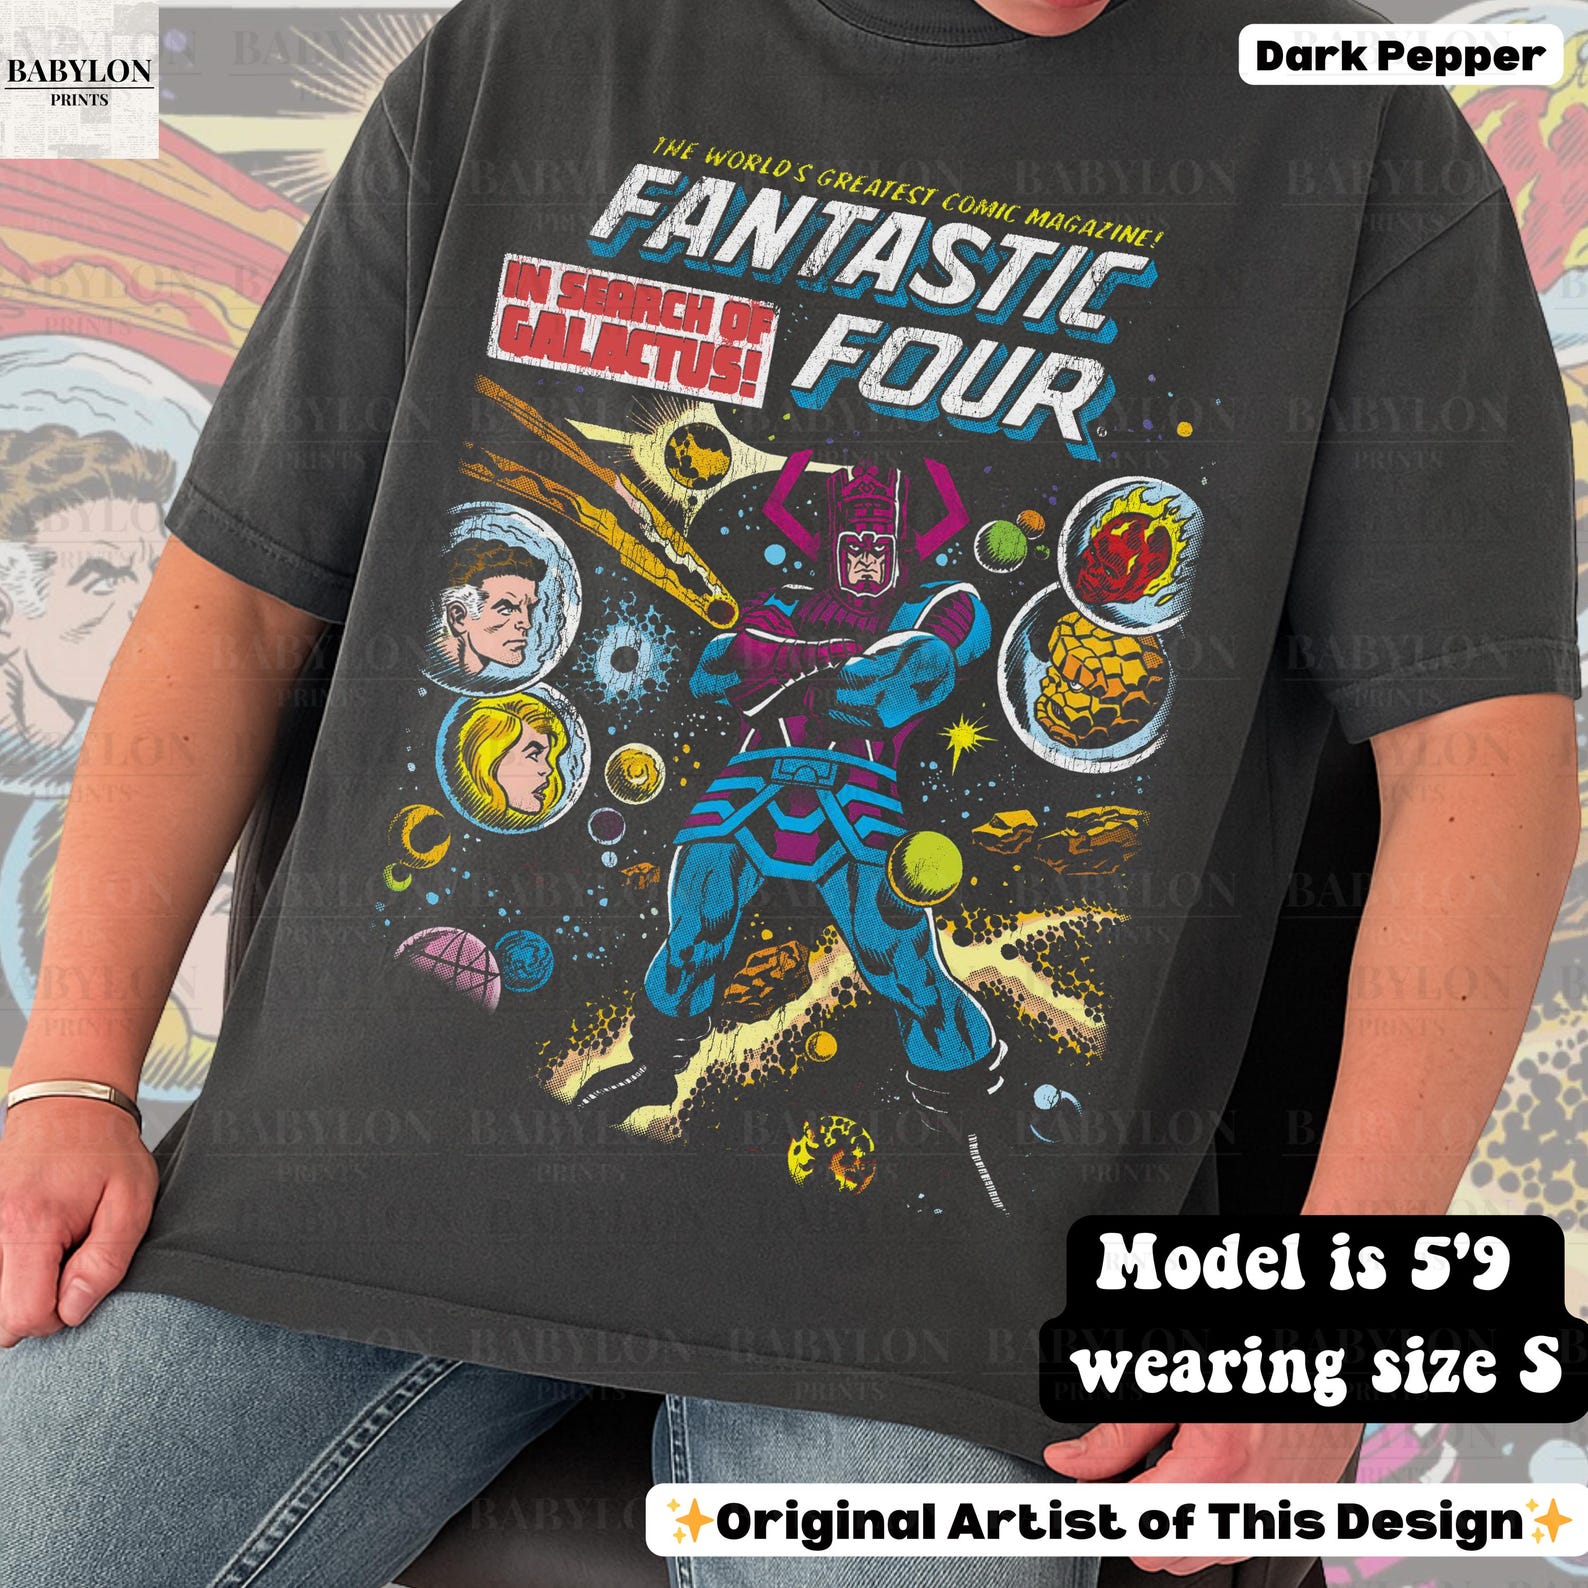 BABYLON
PRINTS
Dark Pepper
THE WORLD'S GREATEST COMIC MAGAZINE!
FANTASTIC
FOUR
IN SEARCH OF
GALACTUS!
Model is 5'9
wearing size S
✨Original Artist of This Design✨